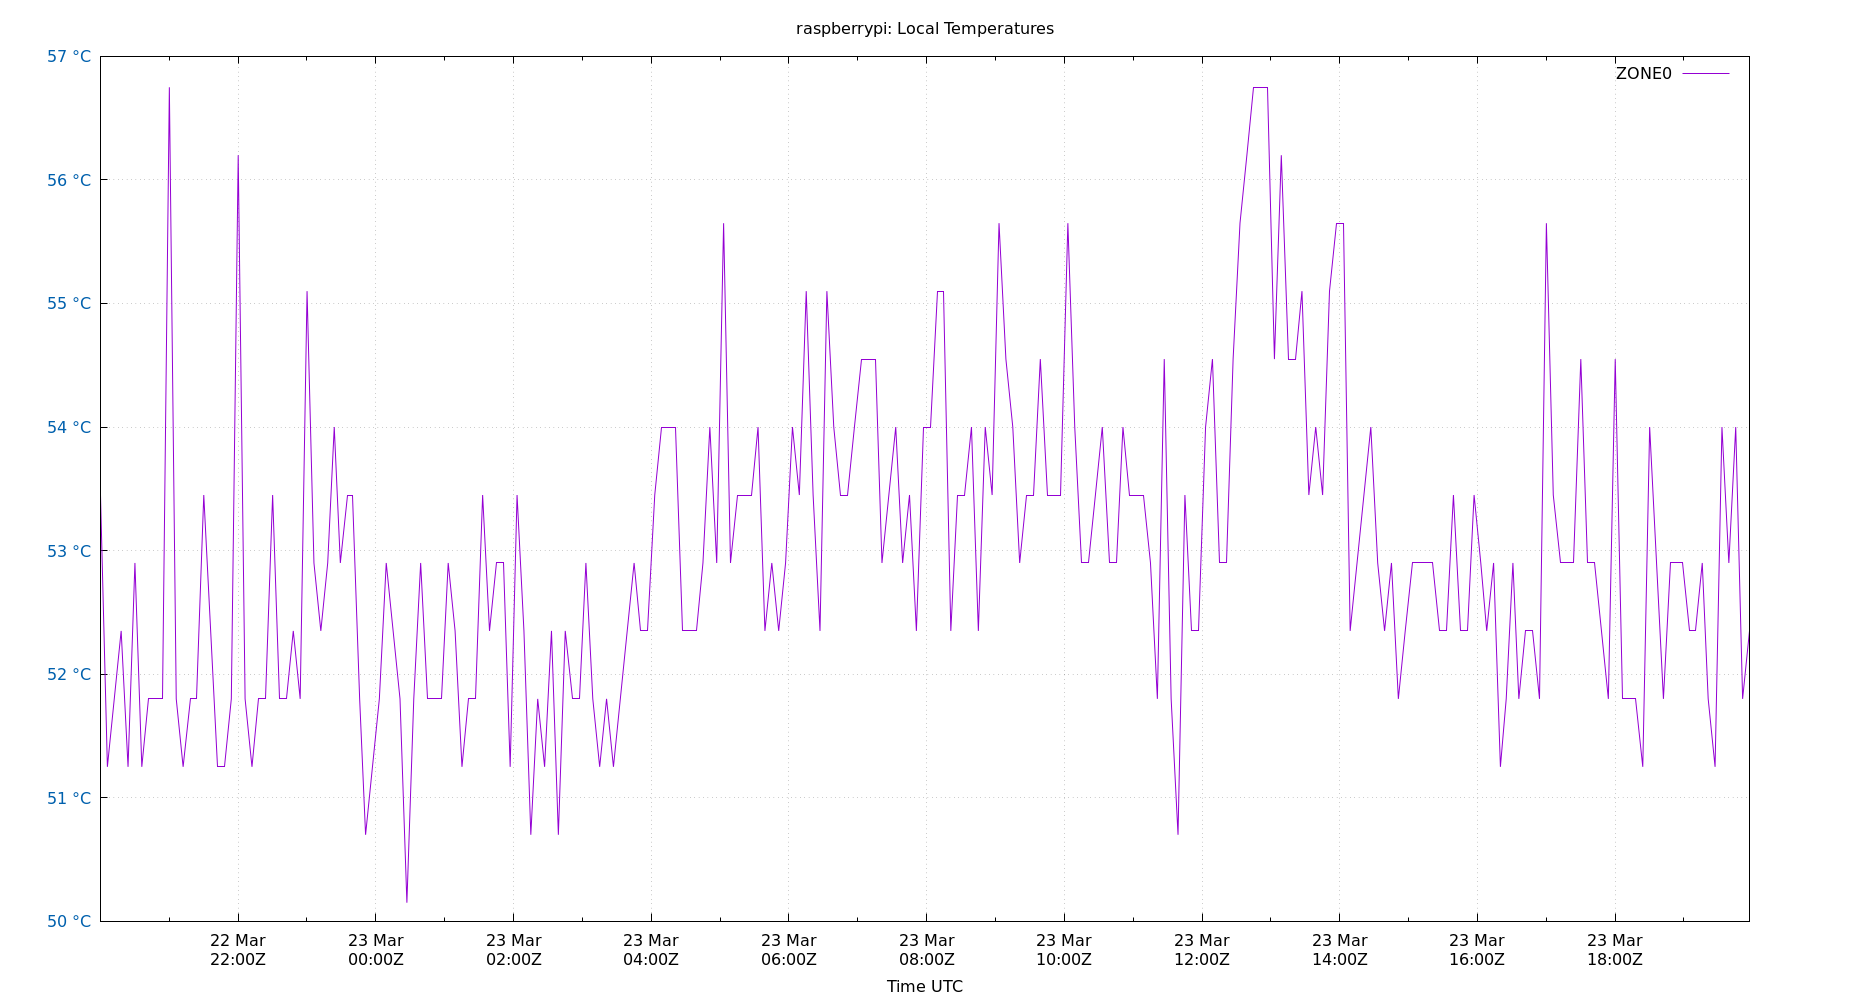 raspberrypi: Local Temperatures
57 °C
ZONE0
56 °C
55 °C
54 °C
53 °C
52 °C
51 °C
50 °C
22 Mar 23 Mar 23 Mar 23 Mar 23 Mar 23 Mar 23 Mar 23 Mar 23 Mar 23 Mar 23 Mar
22:00Z 00:00Z 02:00Z 04:00Z 06:00Z 08:00Z 10:00Z 12:00Z 14:00Z 16:00Z 18:00Z
Time UTC